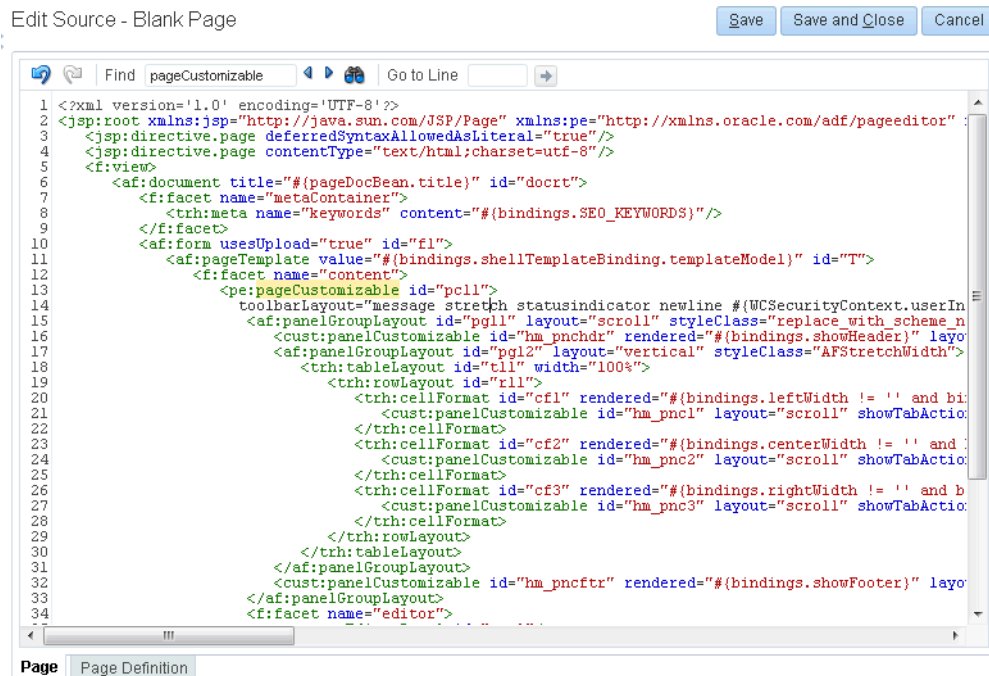 Edit Source - Blank Page
Save
Save and Close
Cancel
Find pageCustomizable
Go to Line
1 <?xml version='1.0' encoding='UTF-8'?>
2 <jsp:root xmlns:jsp="http://java.sun.com/JSP/Page" xmlns:pe="http://xmlns.oracle.com/adf/pageeditor"
3 <jsp:directive.page deferredSyntaxAllowedAsLiteral="true"/>
4 <jsp:directive.page contentType="text/html;charset=utf-8"/>
5 <f:view>
6 <af:document title="#{pageDocBean.title}" id="docrt">
7 <f:facet name="metaContainer">
8 <trh:meta name="keywords" content="#{bindings.SEO_KEYWORDS}"/>
9 </f:facet>
10 <af:form usesUpload="true" id="f1">
11 <af:pageTemplate value="#{bindings.shellTemplateBinding.templateModel}" id="T">
12 <f:facet name="content">
13 <pe:pageCustomizable id="pcl1">
14 toolbarLayout="message stretch statusindicator newline #{WCSecurityContext.userIn
15 <af:panelGroupLayout id="pgl1" layout="scroll" styleClass="replace_with_scheme_n
16 <cust:panelCustomizable id="hm_pnchdr" rendered="#{bindings.showHeader}" layo
17 <af:panelGroupLayout id="pgl2" layout="vertical" styleClass="AFStretchWidth">
18 <trh:tableLayout id="tl1" width="100%">
19 <trh:rowLayout id="rl1">
20 <trh:cellFormat id="cf1" rendered="#{bindings.leftWidth != '' and bi
21 <cust:panelCustomizable id="hm_pnc1" layout="scroll" showTabActio
22 </trh:cellFormat>
23 <trh:cellFormat id="cf2" rendered="#{bindings.centerWidth != '' and
24 <cust:panelCustomizable id="hm_pnc2" layout="scroll" showTabActio
25 </trh:cellFormat>
26 <trh:cellFormat id="cf3" rendered="#{bindings.rightWidth != '' and b
27 <cust:panelCustomizable id="hm_pnc3" layout="scroll" showTabActio
28 </trh:cellFormat>
29 </trh:rowLayout>
30 </trh:tableLayout>
31 </af:panelGroupLayout>
32 <cust:panelCustomizable id="hm_pncftr" rendered="#{bindings.showFooter}" layo
33 </af:panelGroupLayout>
34 <f:facet name="editor">
Page
Page Definition